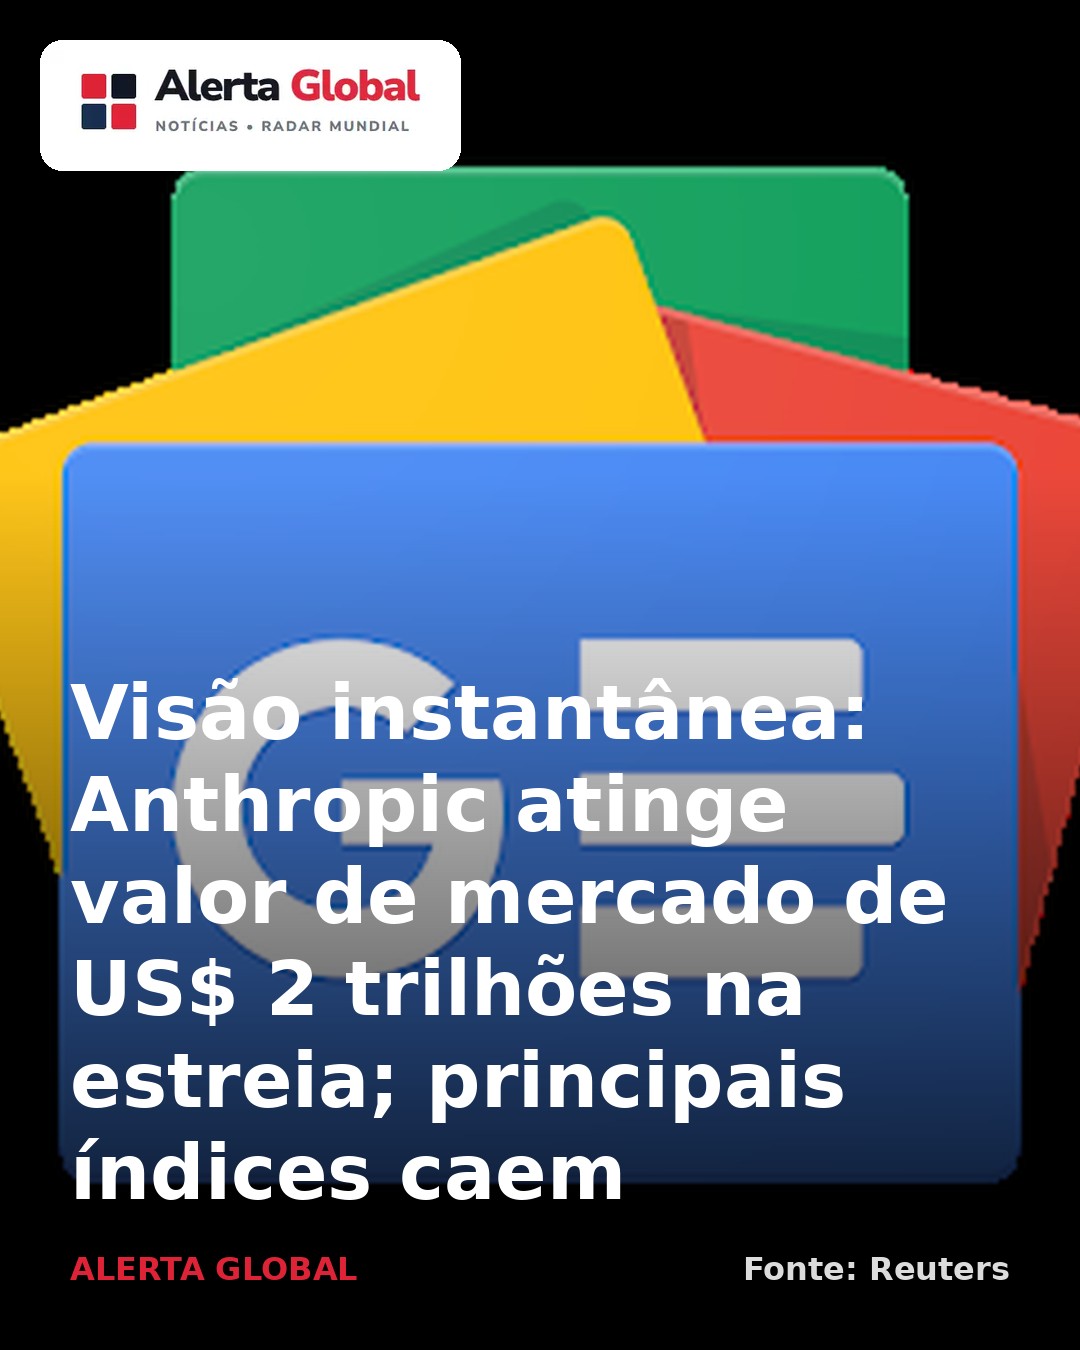 Alerta Global
NOTÍCIAS • RADAR MUNDIAL
Visão instantânea:
Anthropic atinge
valor de mercado de
US$ 2 trilhões na
estreia; principais
índices caem
ALERTA GLOBAL
Fonte: Reuters